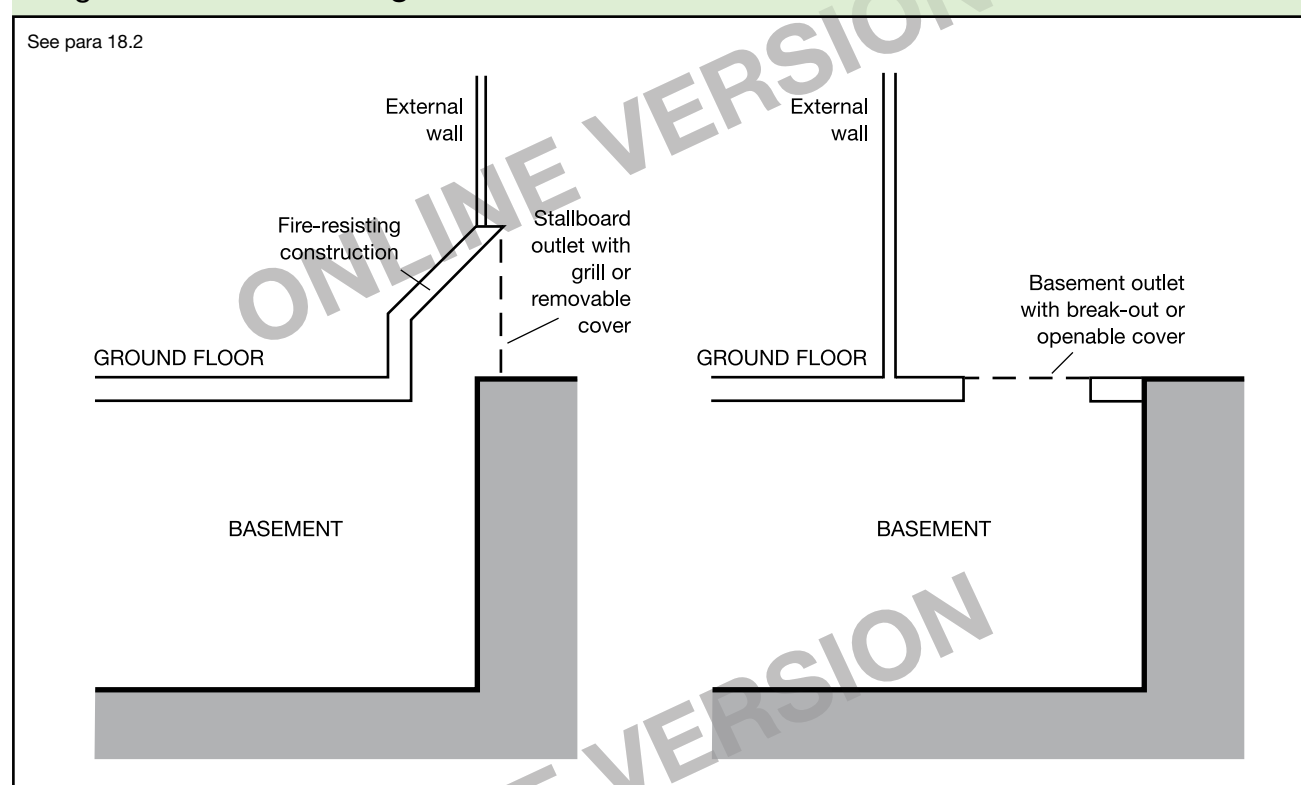 See para 18.2
External
wall
Fire-resisting
construction
Stallboard
outlet with
grill or
removable
cover
GROUND FLOOR
BASEMENT
External
wall
Basement outlet
with break-out or
openable cover
GROUND FLOOR
BASEMENT
ONLINE VERSION
VERSION